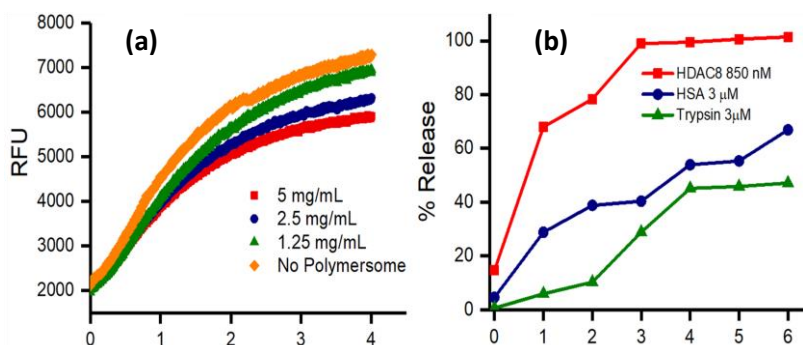 (a)
RFU
8000
7000
6000
5000
4000
3000
2000
0 1 2 3 4
5 mg/mL
2.5 mg/mL
1.25 mg/mL
No Polymersome
(b)
% Release
100
80
60
40
20
0
0 1 2 3 4 5 6
HDAC8 850 nM
HSA 3 μM
Trypsin 3μM